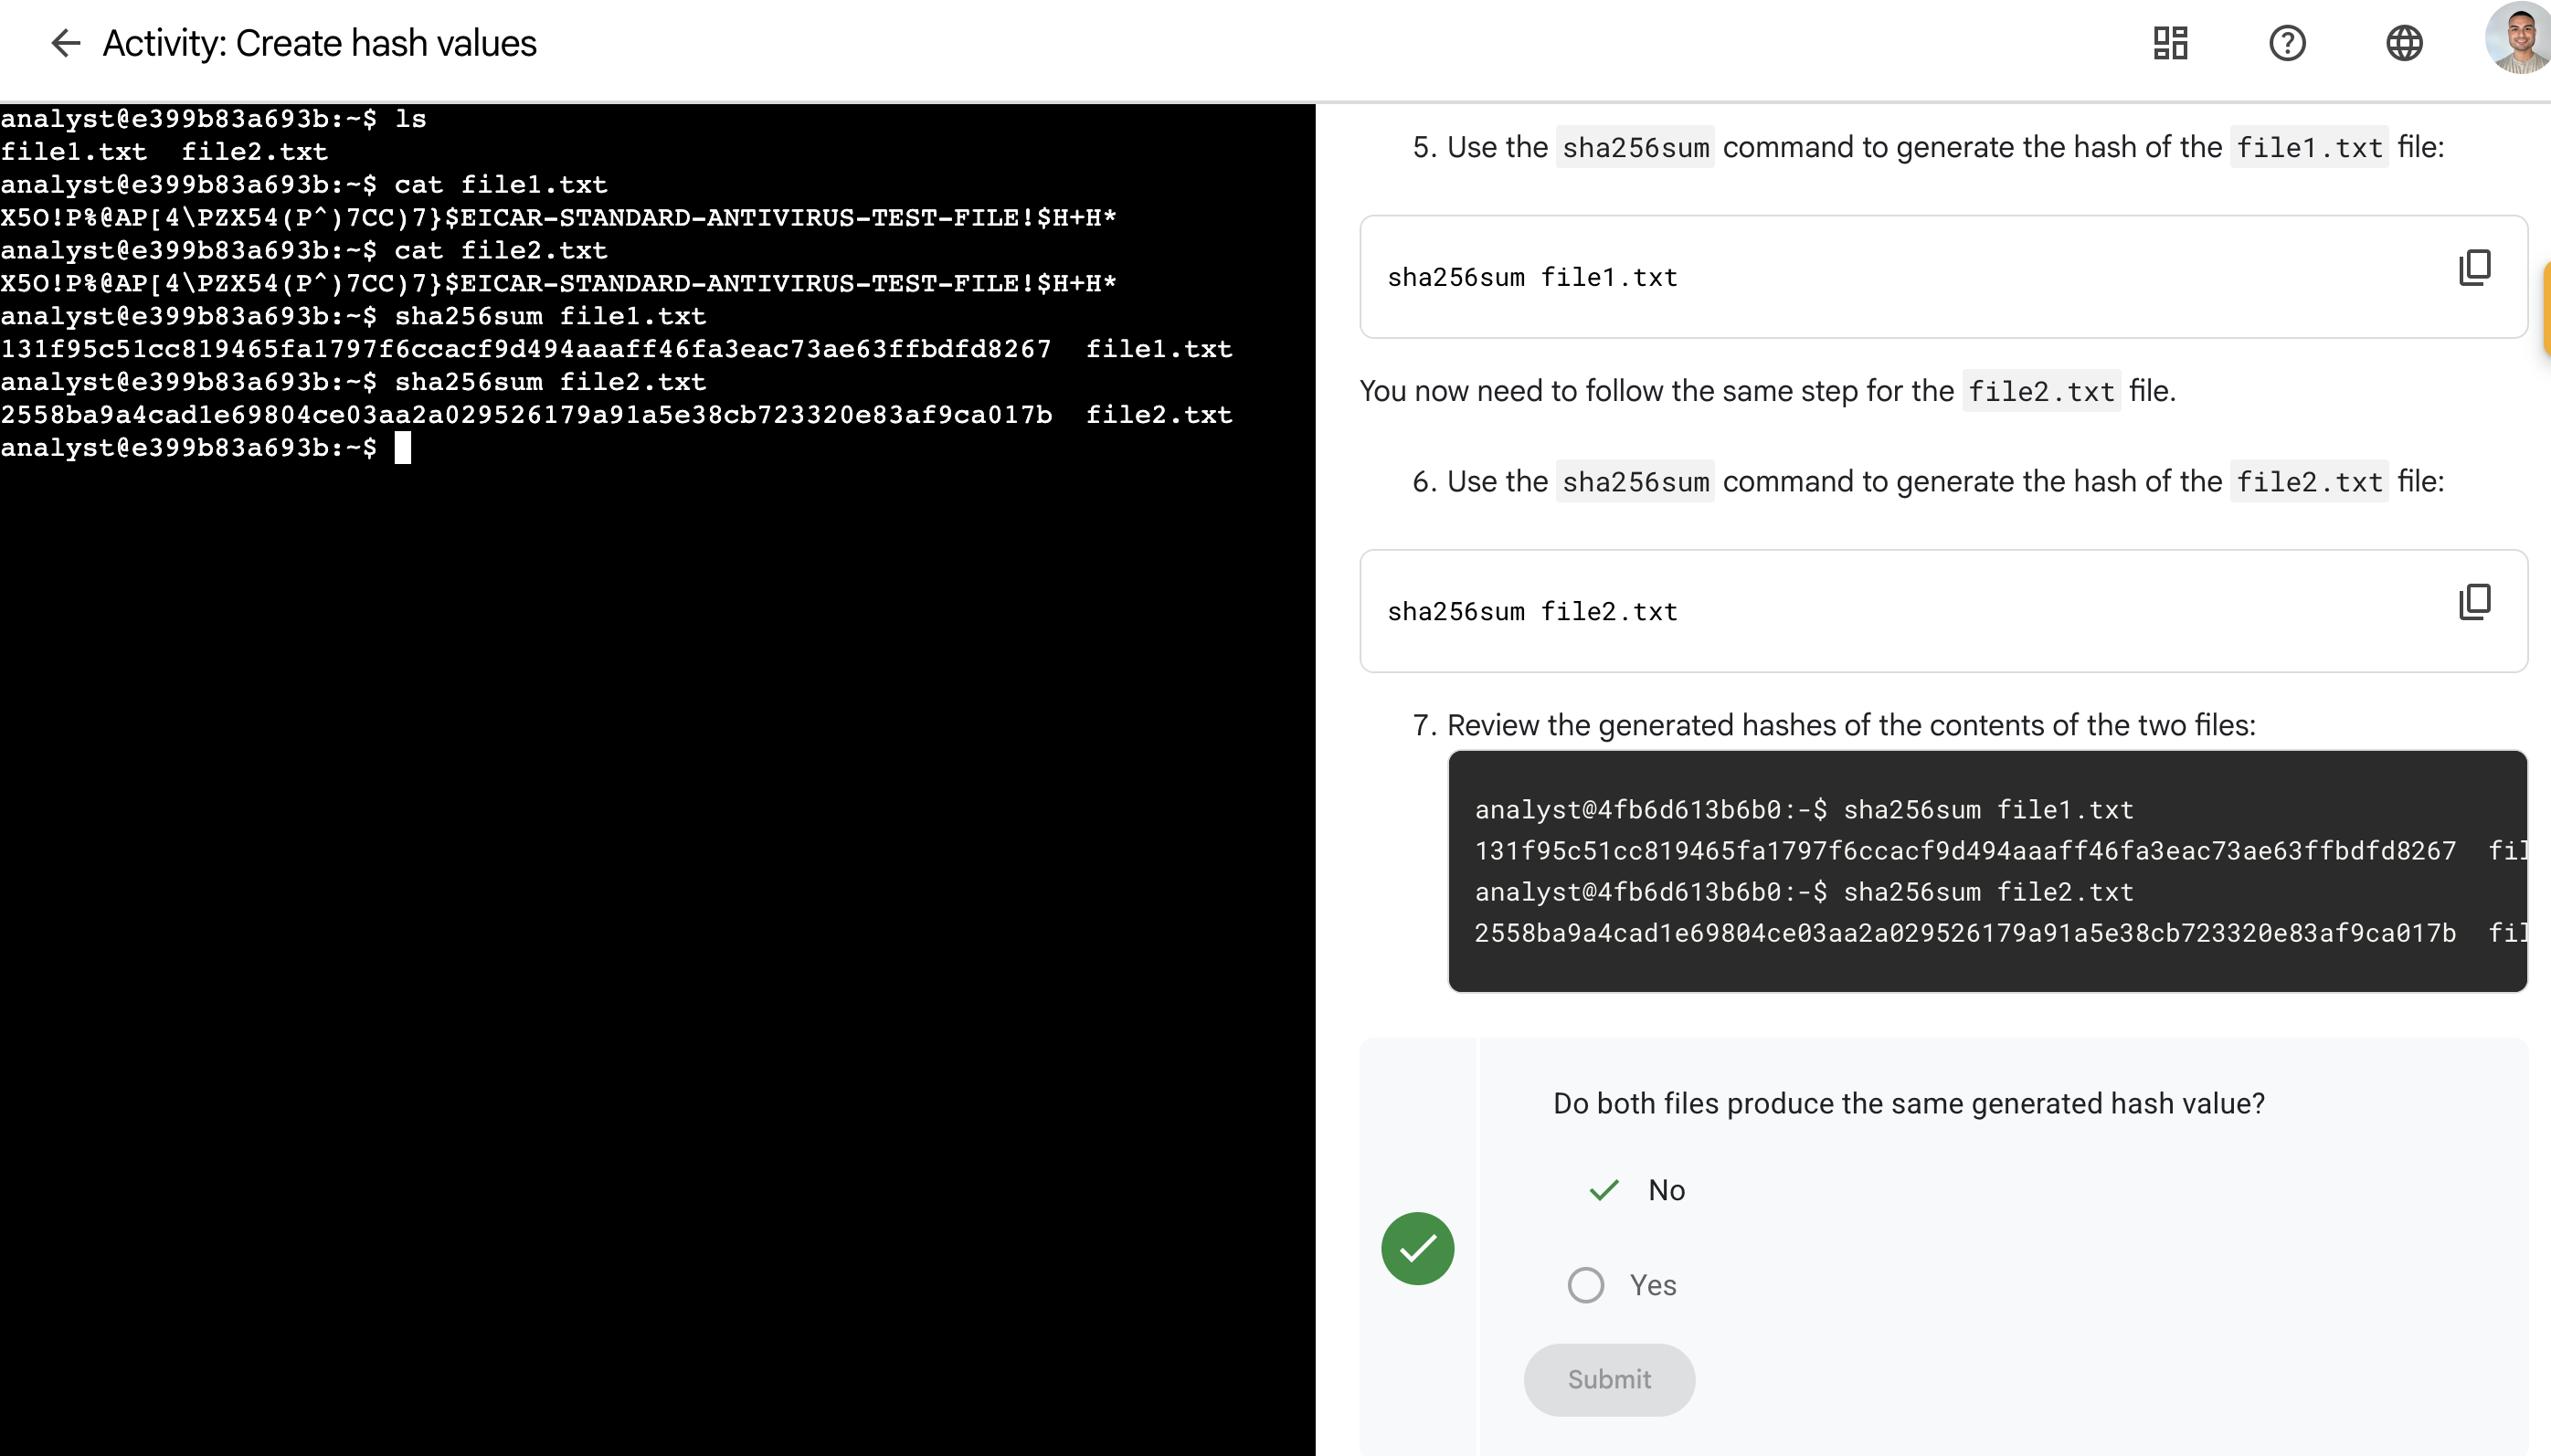 Activity: Create hash values
analyst@e399b83a693b:~$ ls
file1.txt  file2.txt
analyst@e399b83a693b:~$ cat file1.txt
X5O!P%@AP[4\PZX54(P^)7CC)7}$EICAR-STANDARD-ANTIVIRUS-TEST-FILE!$H+H*
analyst@e399b83a693b:~$ cat file2.txt
X5O!P%@AP[4\PZX54(P^)7CC)7}$EICAR-STANDARD-ANTIVIRUS-TEST-FILE!$H+H*
analyst@e399b83a693b:~$ sha256sum file1.txt
131f95c51cc819465fa1797f6ccacf9d494aaaff46fa3eac73ae63ffbdfd8267  file1.txt
analyst@e399b83a693b:~$ sha256sum file2.txt
2558ba9a4cad1e69804ce03aa2a029526179a91a5e38cb723320e83af9ca017b  file2.txt
analyst@e399b83a693b:~$
5. Use the sha256sum command to generate the hash of the file1.txt file:
sha256sum file1.txt
You now need to follow the same step for the file2.txt file.
6. Use the sha256sum command to generate the hash of the file2.txt file:
sha256sum file2.txt
7. Review the generated hashes of the contents of the two files:
analyst@4fb6d613b6b0:-$ sha256sum file1.txt
131f95c51cc819465fa1797f6ccacf9d494aaaff46fa3eac73ae63ffbdfd8267  fil
analyst@4fb6d613b6b0:-$ sha256sum file2.txt
2558ba9a4cad1e69804ce03aa2a029526179a91a5e38cb723320e83af9ca017b  fil
Do both files produce the same generated hash value?
No
Yes
Submit